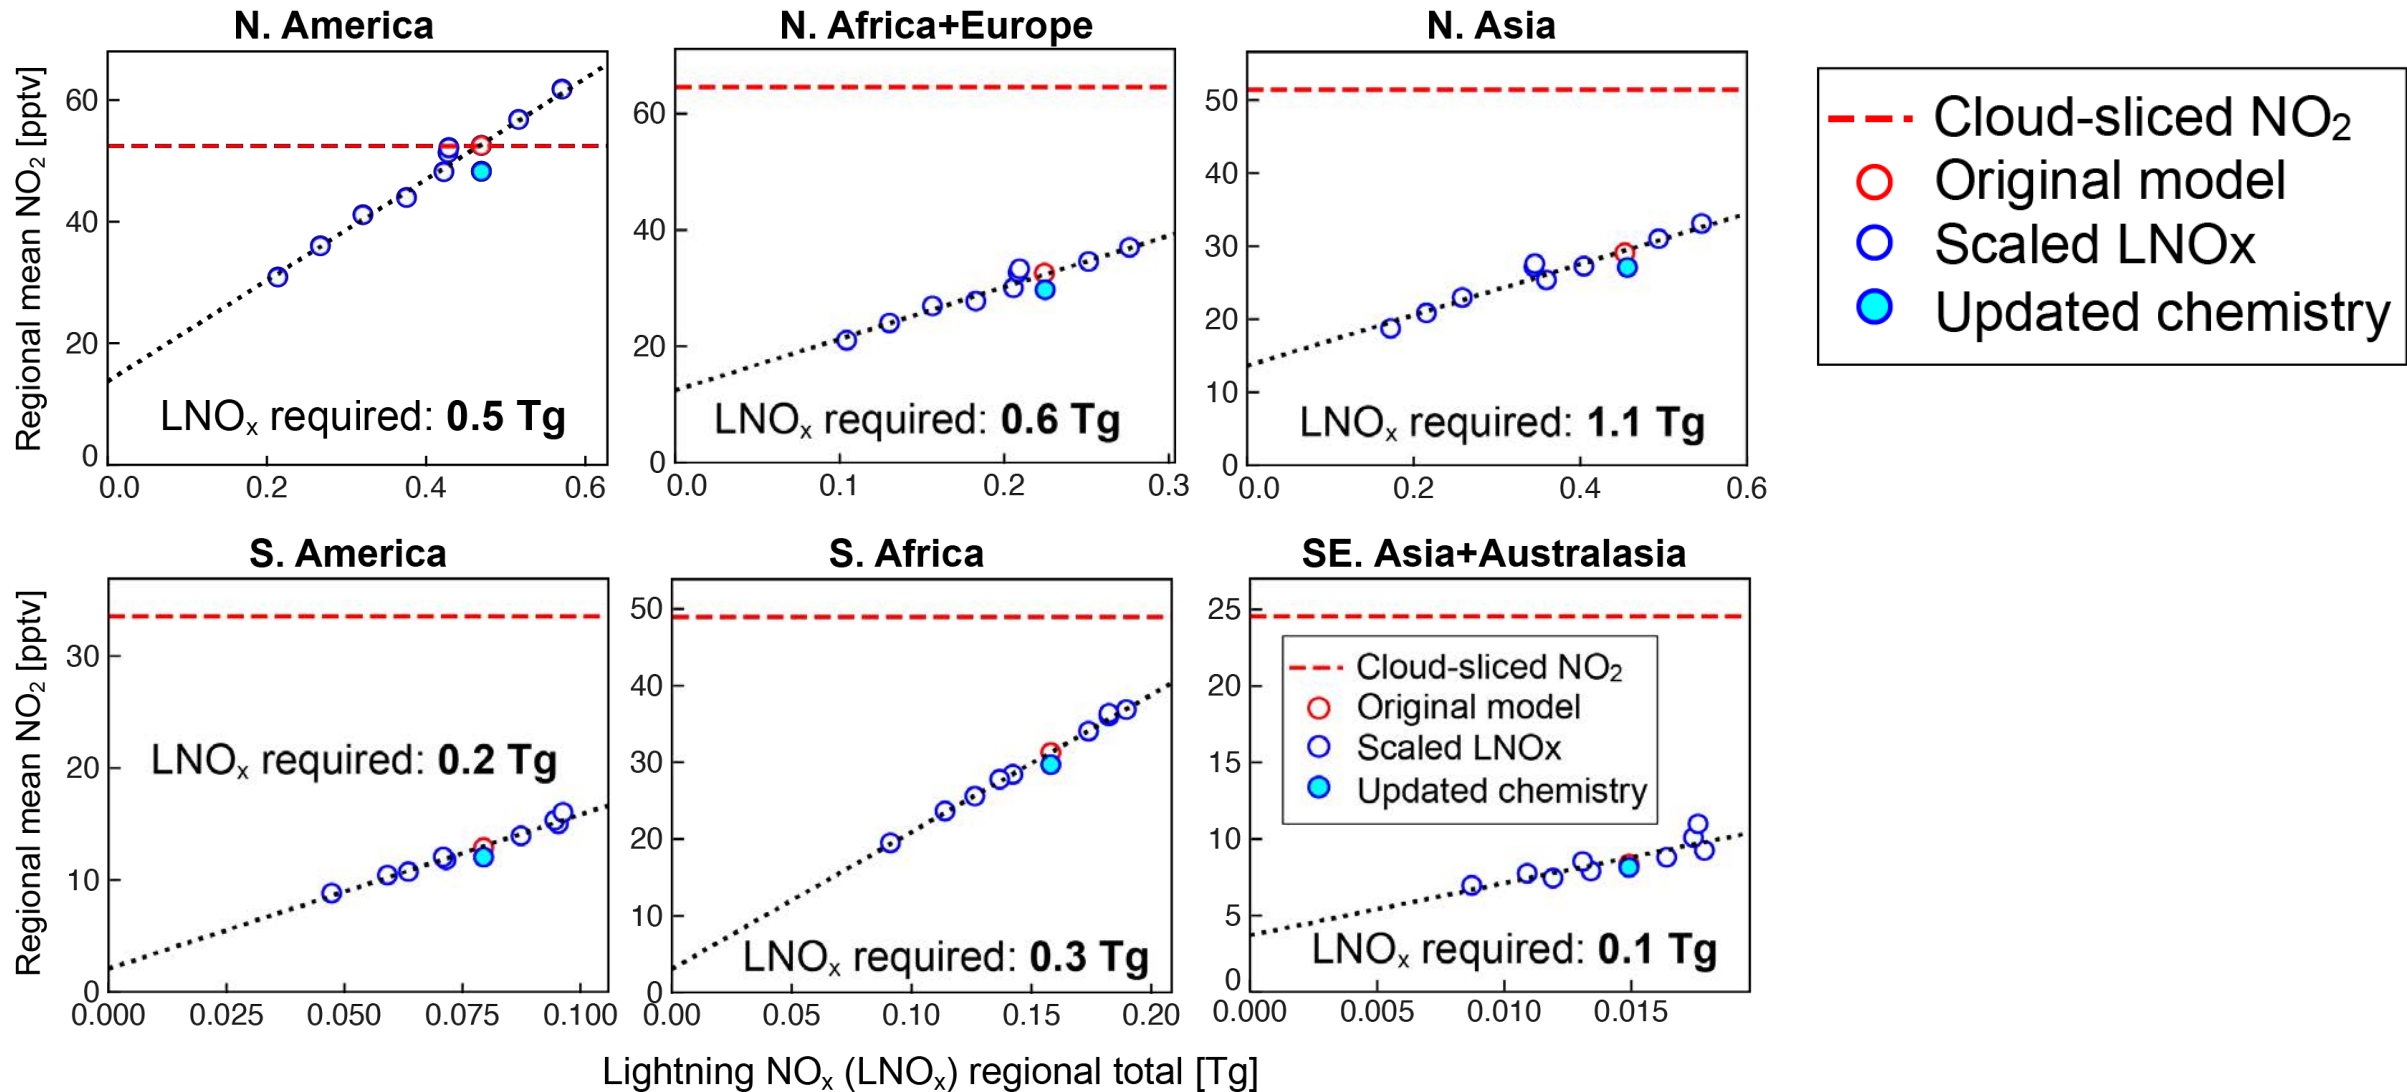 N. America
N. Africa+Europe
N. Asia
Regional mean NO₂ [pptv]
60
40
20
0
0.0 0.2 0.4 0.6
LNOₓ required: 0.5 Tg
60
40
20
0
0.0 0.1 0.2 0.3
LNOₓ required: 0.6 Tg
50
40
30
20
10
0
0.0 0.2 0.4 0.6
LNOₓ required: 1.1 Tg
Cloud-sliced NO₂
Original model
Scaled LNOx
Updated chemistry
S. America
S. Africa
SE. Asia+Australasia
Regional mean NO₂ [pptv]
30
20
10
0
0.000 0.025 0.050 0.075 0.100
LNOₓ required: 0.2 Tg
50
40
30
20
10
0
0.00 0.05 0.10 0.15 0.20
LNOₓ required: 0.3 Tg
25
20
15
10
5
0
0.000 0.005 0.010 0.015
Cloud-sliced NO₂
Original model
Scaled LNOx
Updated chemistry
LNOₓ required: 0.1 Tg
Lightning NOₓ (LNOₓ) regional total [Tg]